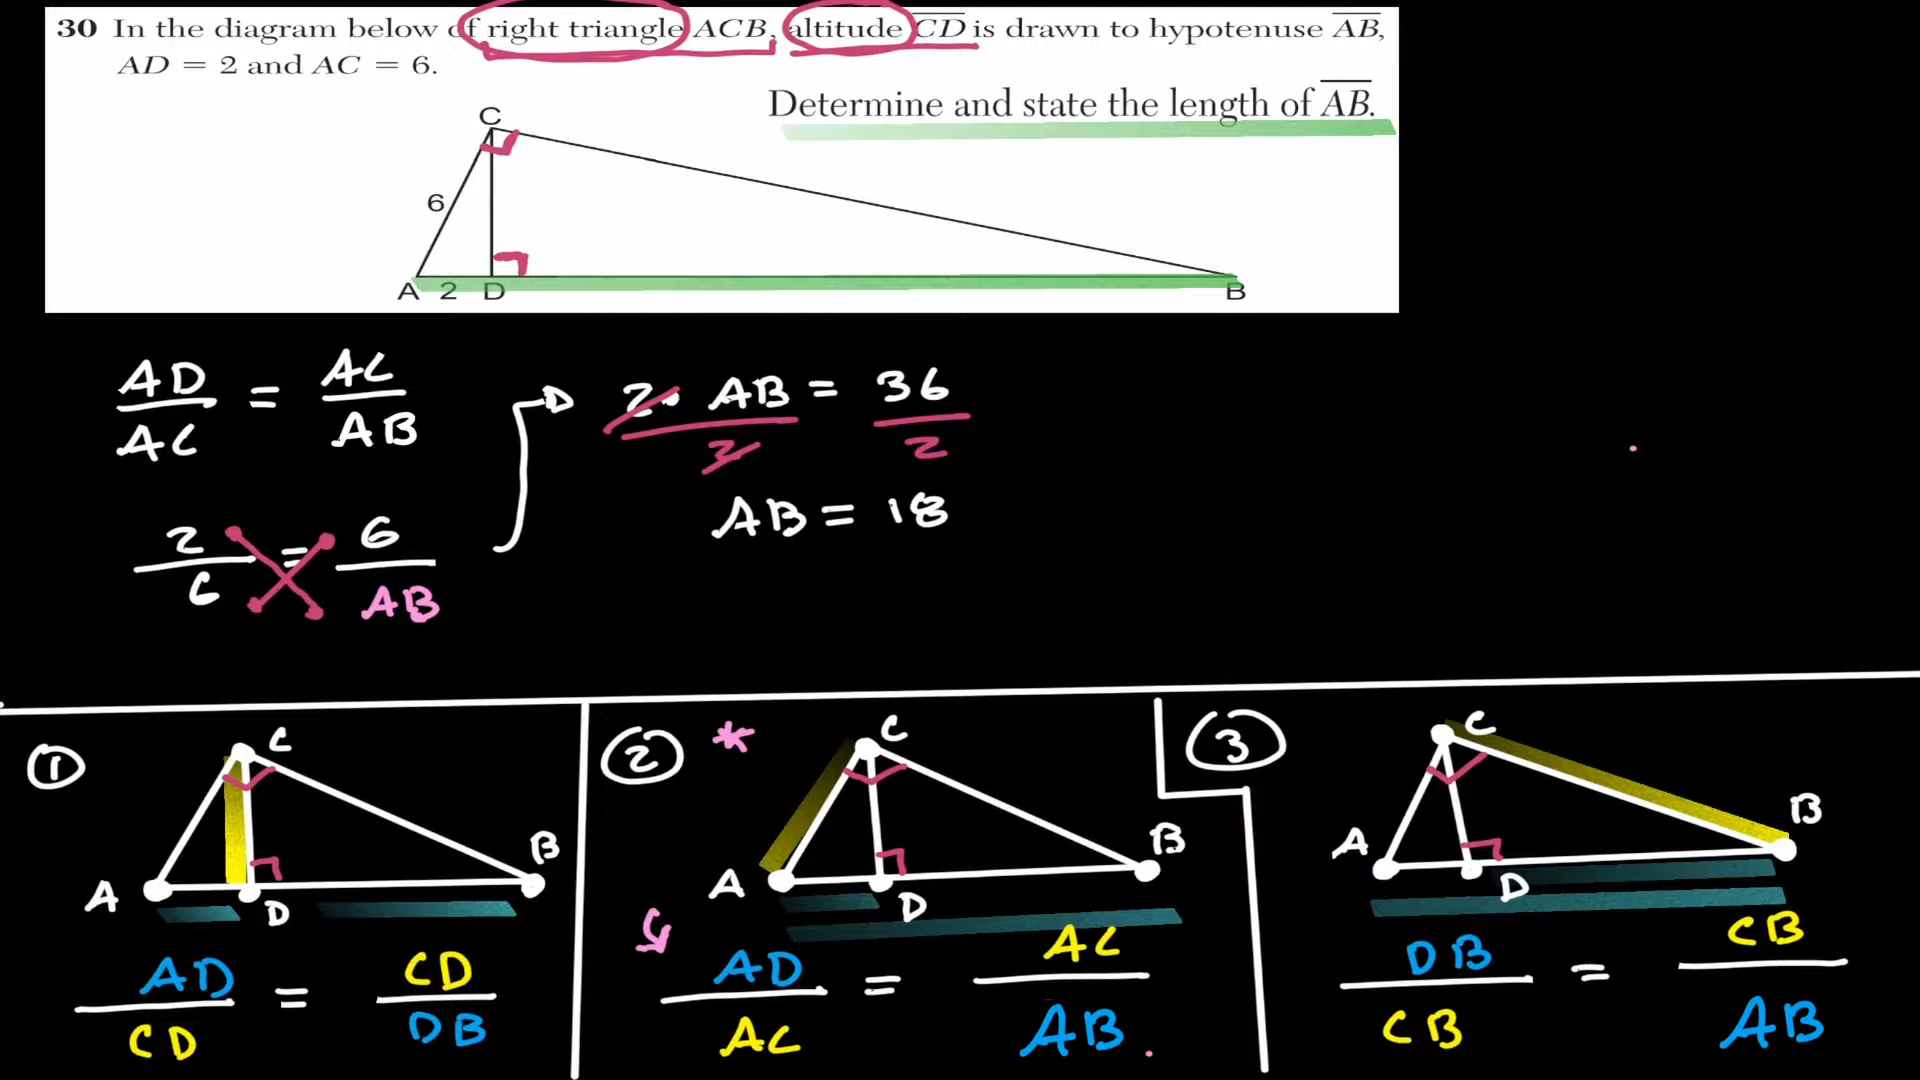 30 In the diagram below of right triangle ACB, altitude CD is drawn to hypotenuse AB,
AD = 2 and AC = 6.
Determine and state the length of AB.
C
6
A 2 D B
AD/AC = AC/AB
2/6 = 6/AB
2 · AB = 36
2 2
AB = 18
1
C
A D B
AD/CD = CD/DB
2 *
C
A D B
AD/AC = AC/AB
3
C
A D B
DB/CB = CB/AB